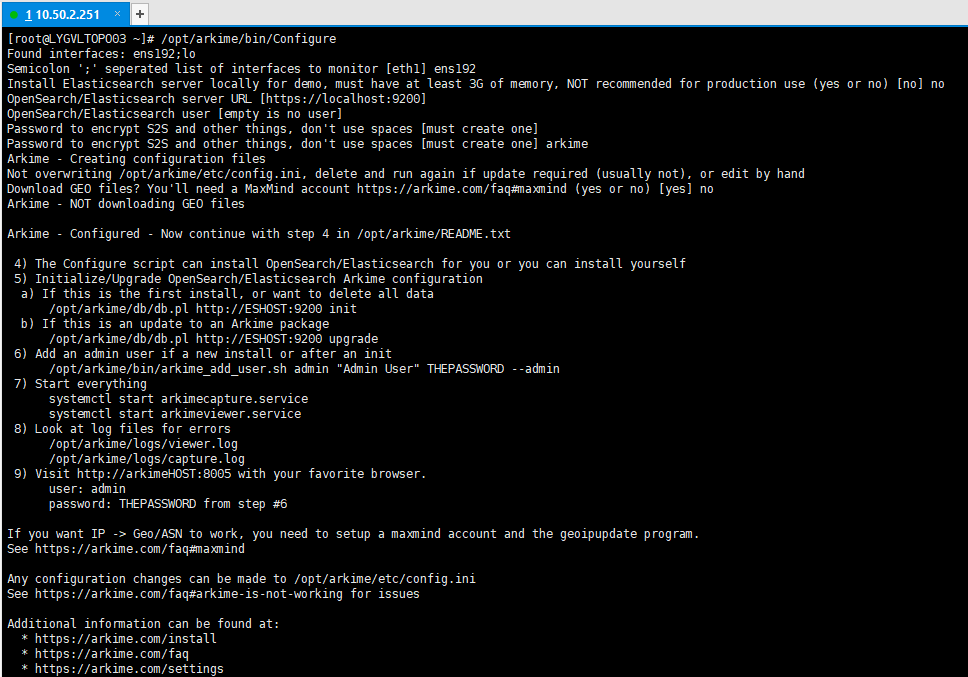 1 10.50.2.251 × +
[root@LYGVLTOPO03 ~]# /opt/arkime/bin/Configure
Found interfaces: ens192;lo
Semicolon ';' seperated list of interfaces to monitor [eth1] ens192
Install Elasticsearch server locally for demo, must have at least 3G of memory, NOT recommended for production use (yes or no) [no] no
OpenSearch/Elasticsearch server URL [https://localhost:9200]
OpenSearch/Elasticsearch user [empty is no user]
Password to encrypt S2S and other things, don't use spaces [must create one]
Password to encrypt S2S and other things, don't use spaces [must create one] arkime
Arkime - Creating configuration files
Not overwriting /opt/arkime/etc/config.ini, delete and run again if update required (usually not), or edit by hand
Download GEO files? You'll need a MaxMind account https://arkime.com/faq#maxmind (yes or no) [yes] no
Arkime - NOT downloading GEO files

Arkime - Configured - Now continue with step 4 in /opt/arkime/README.txt

 4) The Configure script can install OpenSearch/Elasticsearch for you or you can install yourself
 5) Initialize/Upgrade OpenSearch/Elasticsearch Arkime configuration
  a) If this is the first install, or want to delete all data
      /opt/arkime/db/db.pl http://ESHOST:9200 init
  b) If this is an update to an Arkime package
      /opt/arkime/db/db.pl http://ESHOST:9200 upgrade
 6) Add an admin user if a new install or after an init
      /opt/arkime/bin/arkime_add_user.sh admin "Admin User" THEPASSWORD --admin
 7) Start everything
      systemctl start arkimecapture.service
      systemctl start arkimeviewer.service
 8) Look at log files for errors
      /opt/arkime/logs/viewer.log
      /opt/arkime/logs/capture.log
 9) Visit http://arkimeHOST:8005 with your favorite browser.
      user: admin
      password: THEPASSWORD from step #6

If you want IP -> Geo/ASN to work, you need to setup a maxmind account and the geoipupdate program.
See https://arkime.com/faq#maxmind

Any configuration changes can be made to /opt/arkime/etc/config.ini
See https://arkime.com/faq#arkime-is-not-working for issues

Additional information can be found at:
  * https://arkime.com/install
  * https://arkime.com/faq
  * https://arkime.com/settings